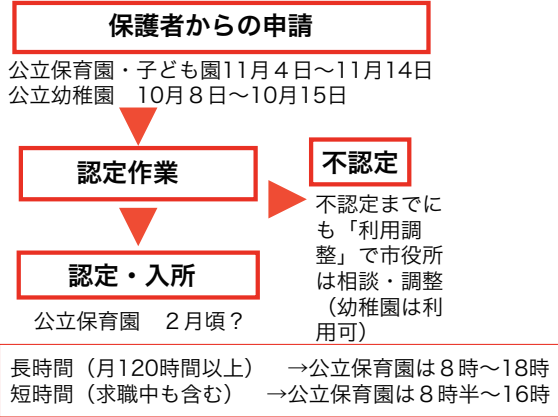 保護者からの申請
公立保育園・子ども園11月４日〜11月14日
公立幼稚園　10月８日〜10月15日
認定作業
不認定
不認定までに
も「利用調
整」で市役所
は相談・調整
（幼稚園は利
用可）
認定・入所
公立保育園　２月頃？
長時間（月120時間以上）　→公立保育園は８時〜18時
短時間（求職中も含む）　→公立保育園は８時半〜16時